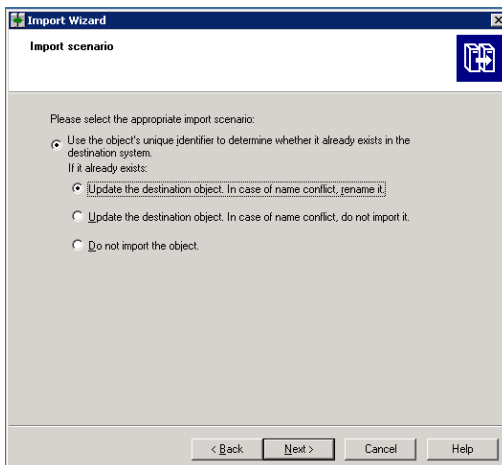 Import Wizard
Import scenario
Please select the appropriate import scenario:
Use the object's unique identifier to determine whether it already exists in the
destination system.
If it already exists:
Update the destination object. In case of name conflict, rename it.
Update the destination object. In case of name conflict, do not import it.
Do not import the object.
< Back Next > Cancel Help